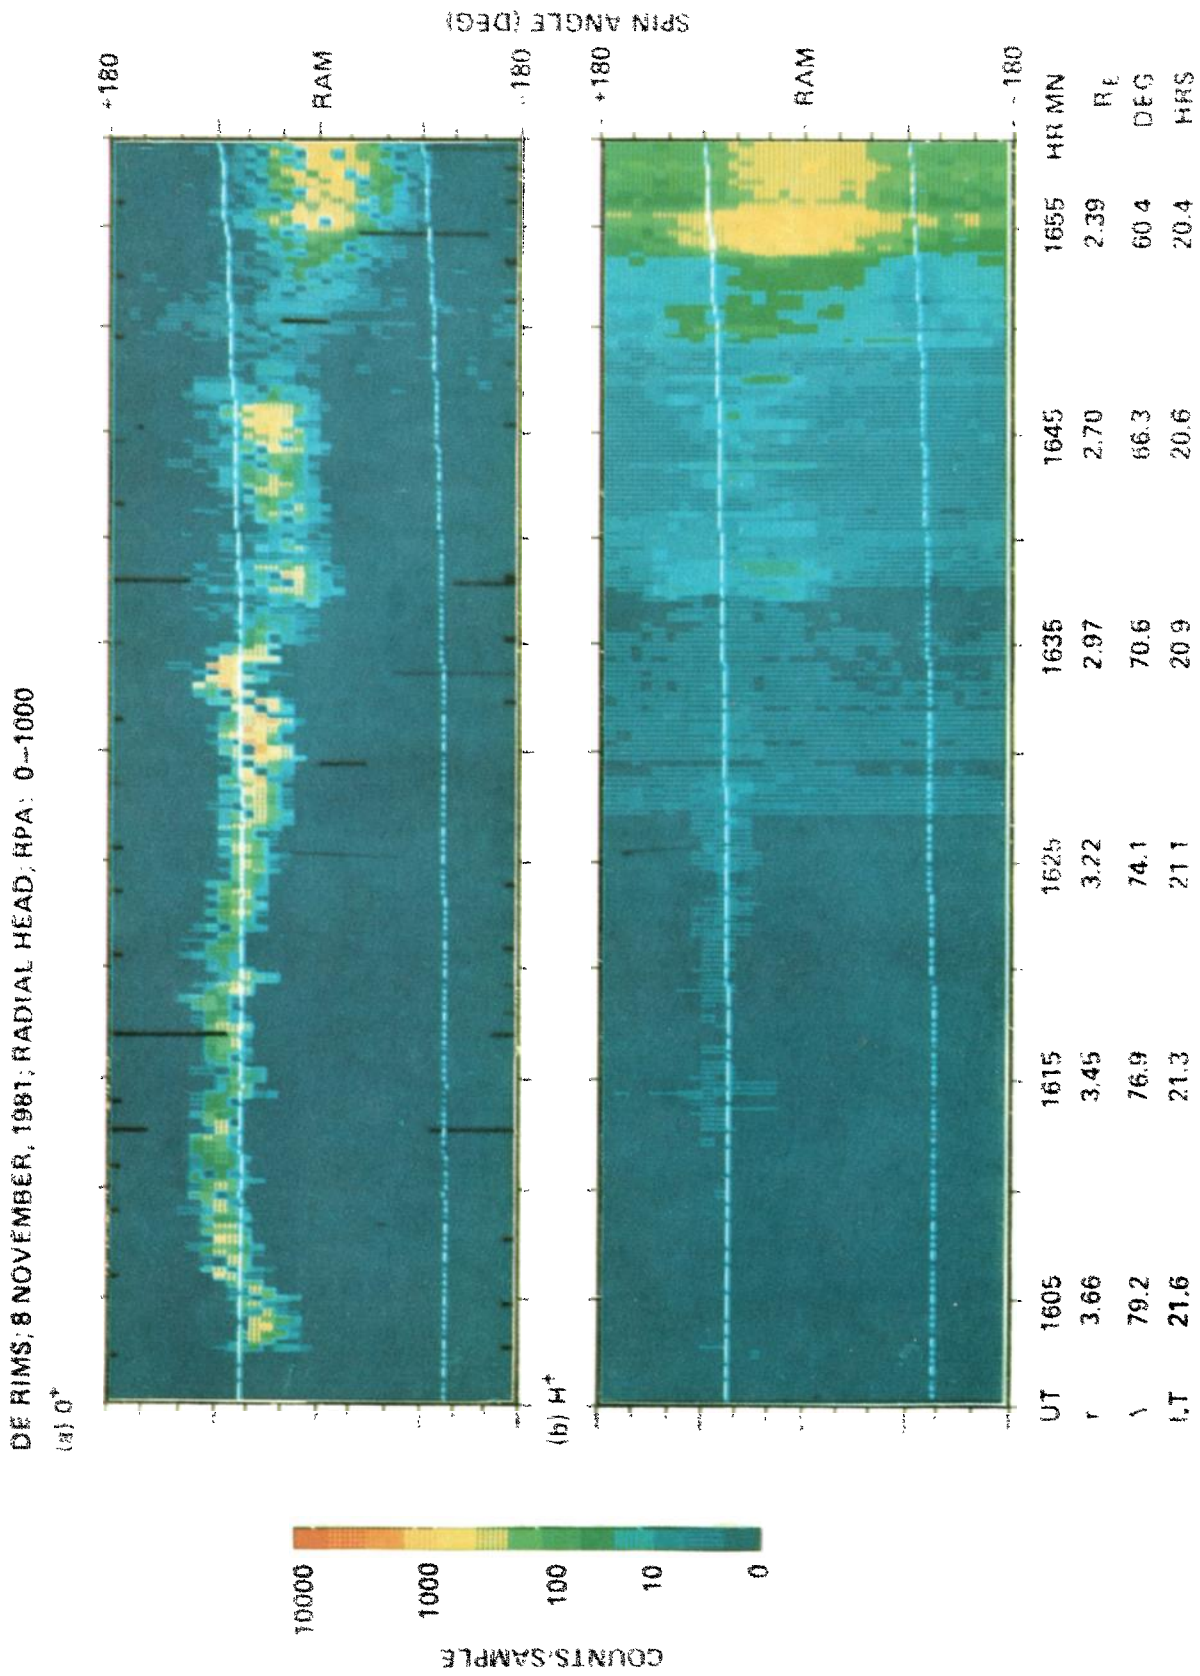 DE RIMS; 8 NOVEMBER, 1981; RADIAL HEAD; RPA: 0–1000
(a) O⁺
+180
RAM
-180
SPIN ANGLE (DEG)
(b) H⁺
+180
RAM
-180
UT 1605 1615 1625 1635 1645 1655 HR MN
r 3.66 3.45 3.22 2.97 2.70 2.39 RE
λ 79.2 76.9 74.1 70.6 66.3 60.4 DEG
LT 21.6 21.3 21.1 20.9 20.6 20.4 HRS
10000
1000
100
10
0
COUNTS/SAMPLE